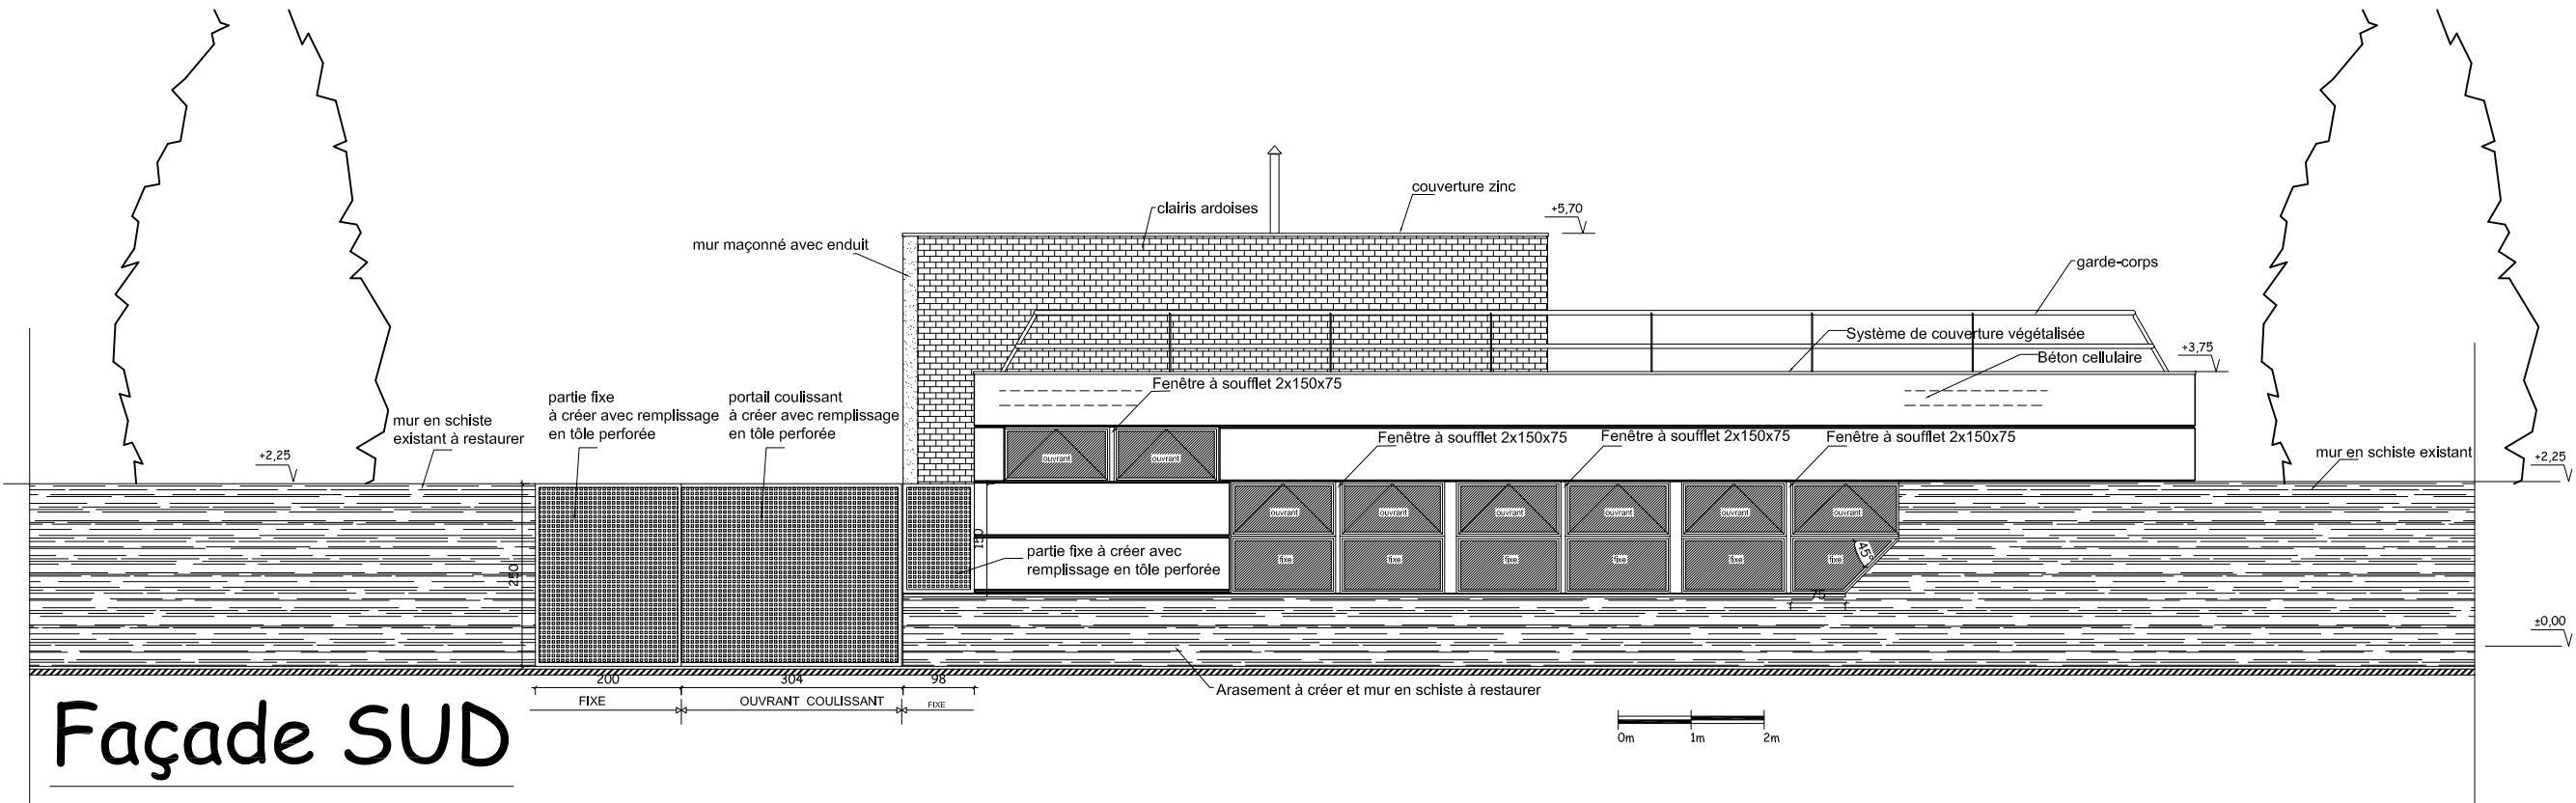 couverture zinc
clairis ardoises
+5,70
mur maçonné avec enduit
garde-corps
Système de couverture végétalisée
+3,75
Béton cellulaire
Fenêtre à soufflet 2x150x75
partie fixe
à créer avec remplissage
en tôle perforée
portail coulissant
à créer avec remplissage
en tôle perforée
mur en schiste
existant à restaurer
Fenêtre à soufflet 2x150x75
Fenêtre à soufflet 2x150x75
Fenêtre à soufflet 2x150x75
mur en schiste existant
+2,25
+2,25
ouvrant
ouvrant
ouvrant
ouvrant
ouvrant
ouvrant
ouvrant
ouvrant
150
250
partie fixe à créer avec
remplissage en tôle perforée
fixe
fixe
fixe
fixe
fixe
fixe
45°
75
±0,00
200
304
98
FIXE
OUVRANT COULISSANT
FIXE
Arasement à créer et mur en schiste à restaurer
Façade SUD
0m
1m
2m